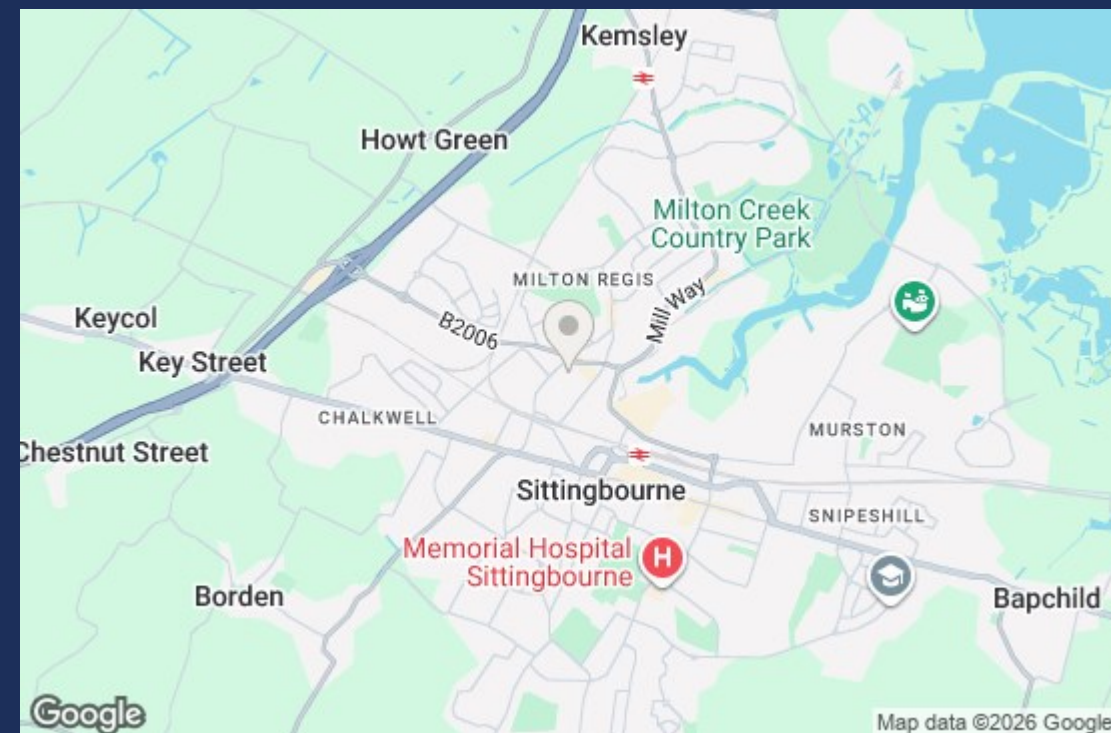 Kemsley
Howt Green
Milton Creek
Country Park
MILTON REGIS
Mill Way
Keycol
B2006
Key Street
CHALKWELL
MURSTON
Chestnut Street
Sittingbourne
SNIPESHILL
Memorial Hospital
Sittingbourne
H
Borden
Bapchild
Google
Map data ©2026 Google